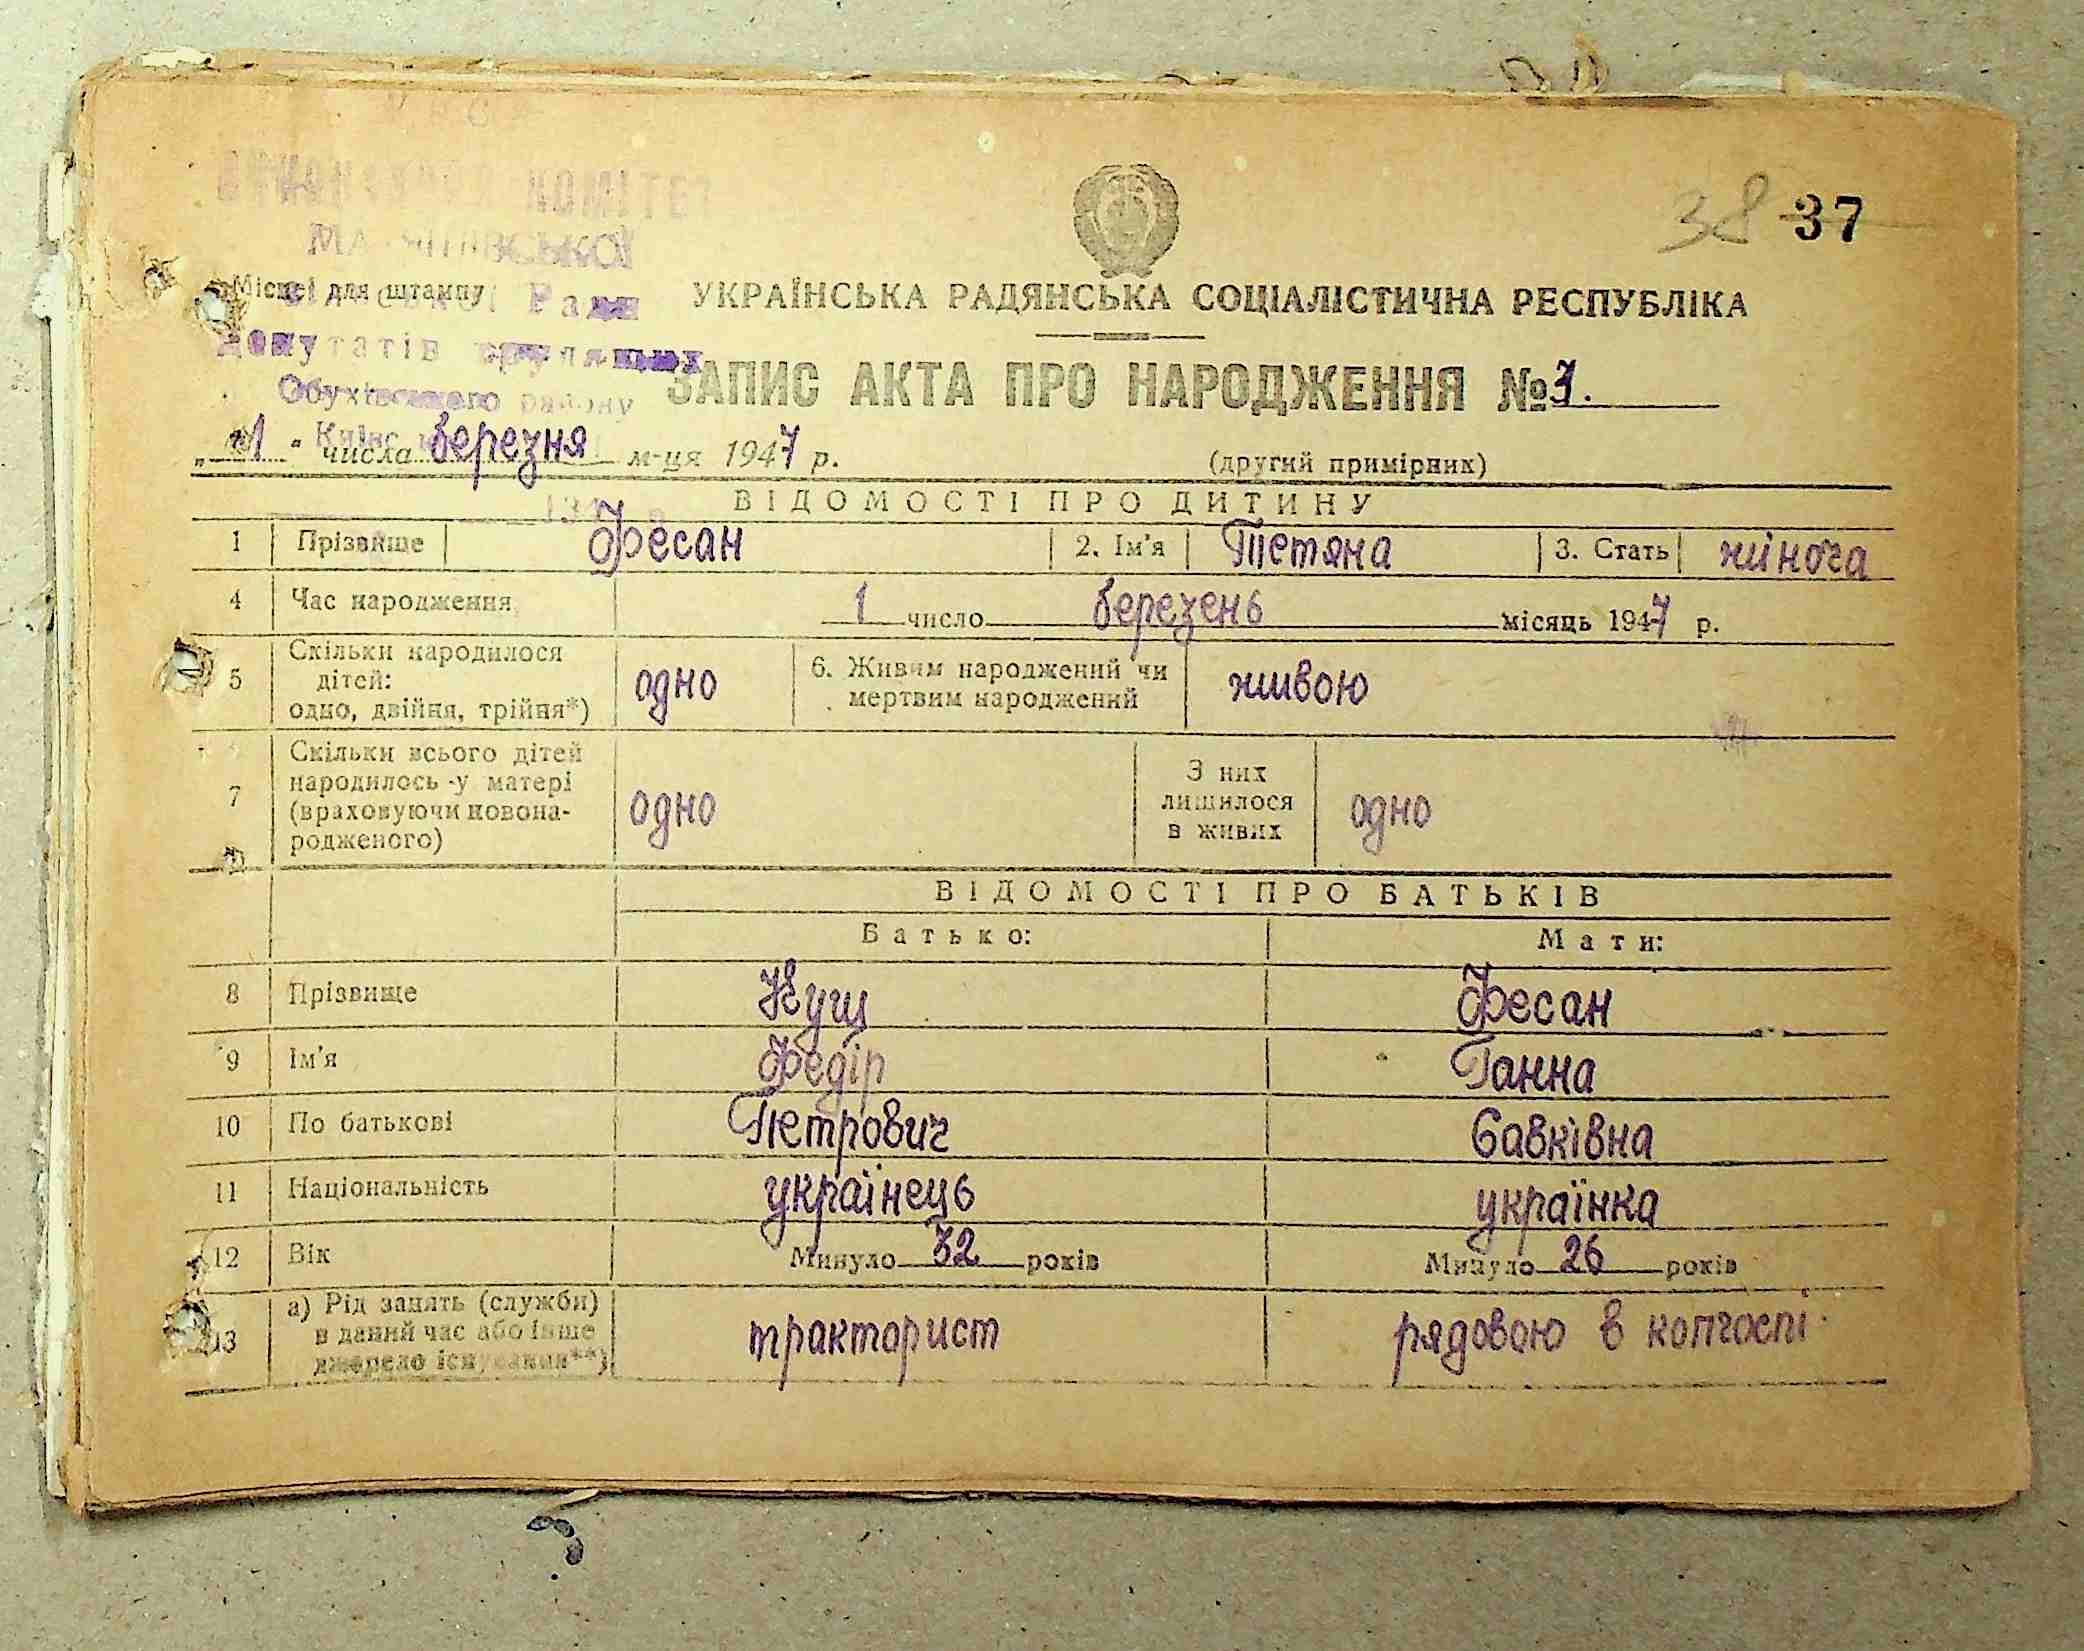 КОМІТЕТ
38 37
Місце для штампу
Ради
УКРАЇНСЬКА РАДЯНСЬКА СОЦІАЛІСТИЧНА РЕСПУБЛІКА
Депутатів трудящих
ЗАПИС АКТА ПРО НАРОДЖЕННЯ № 7.
Обухівського району
"1" числа березня м-ця 1947 р.
(другий примірник)
ВІДОМОСТІ ПРО ДИТИНУ
1 Прізвище Фесан 2. Ім'я Тетяна 3. Стать жіноча
4 Час народження 1 число березень місяць 1947 р.
5 Скільки народилося дітей: одно, двійня, трійня*) одно 6. Живим народжений чи мертвим народжений живою
7 Скільки всього дітей народилось у матері (враховуючи новонародженого) одно З них лишилося в живих одно
ВІДОМОСТІ ПРО БАТЬКІВ
Батько: Мати:
8 Прізвище Кущ Фесан
9 Ім'я Федір Ганна
10 По батькові Петрович Савківна
11 Національність українець українка
12 Вік Минуло 32 років Минуло 26 років
13 а) Рід занять (служби) в даний час або інше джерело існування**) тракторист рядовою в колгоспі